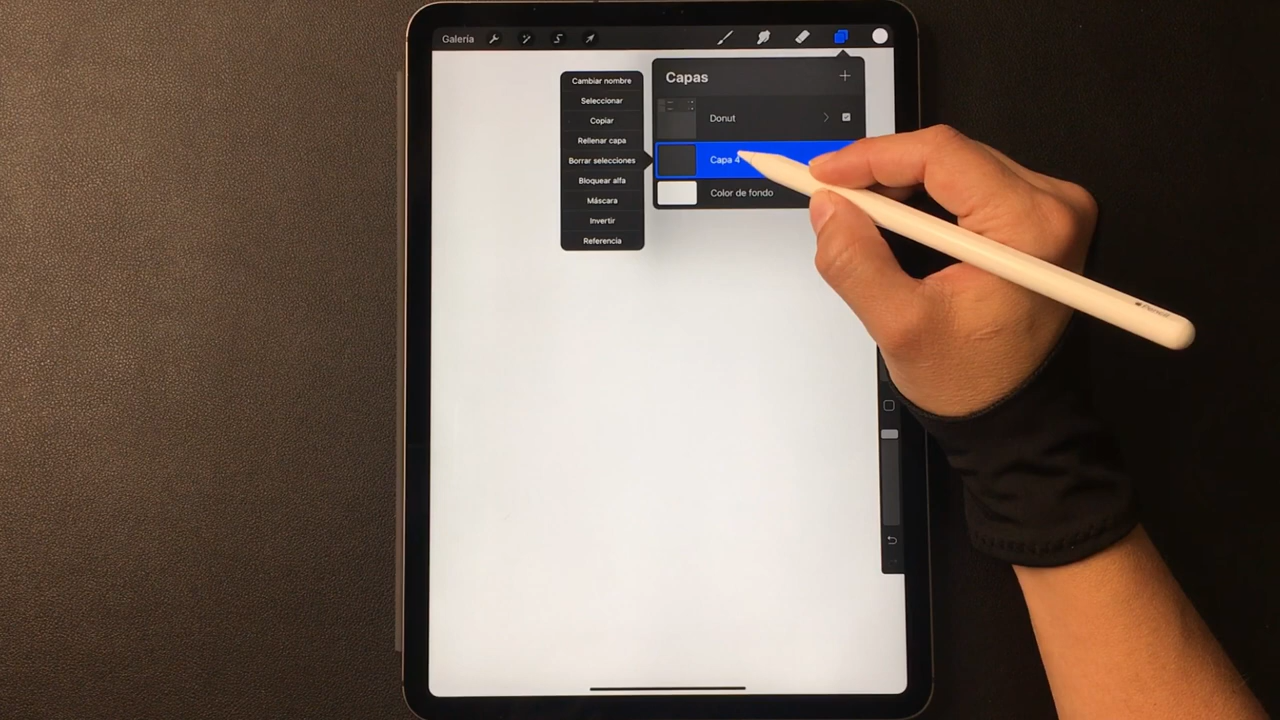 Galería
Capas
Cambiar nombre
Seleccionar
Copiar
Rellenar capa
Borrar selecciones
Bloquear alfa
Máscara
Invertir
Referencia
Donut
Capa 4
Color de fondo
Pencil